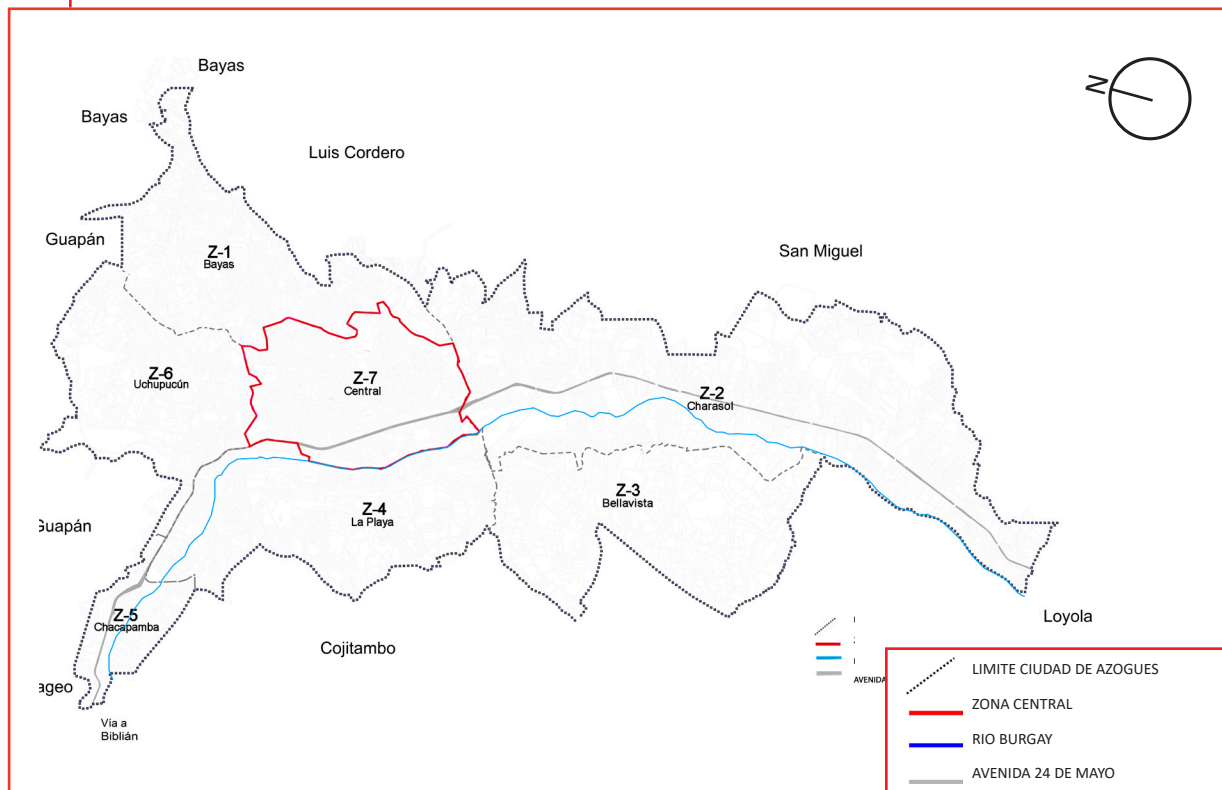 Bayas
Bayas
N
Luis Cordero
Guapán
Z-1
Bayas
San Miguel
Z-6
Uchupucún
Z-7
Central
Z-2
Charasol
Z-3
Bellavista
Z-4
La Playa
Guapán
Z-5
Chacapamba
Loyola
Cojitambo
AVENIDA
ageo
Vía a
Biblián
LIMITE CIUDAD DE AZOGUES
ZONA CENTRAL
RIO BURGAY
AVENIDA 24 DE MAYO